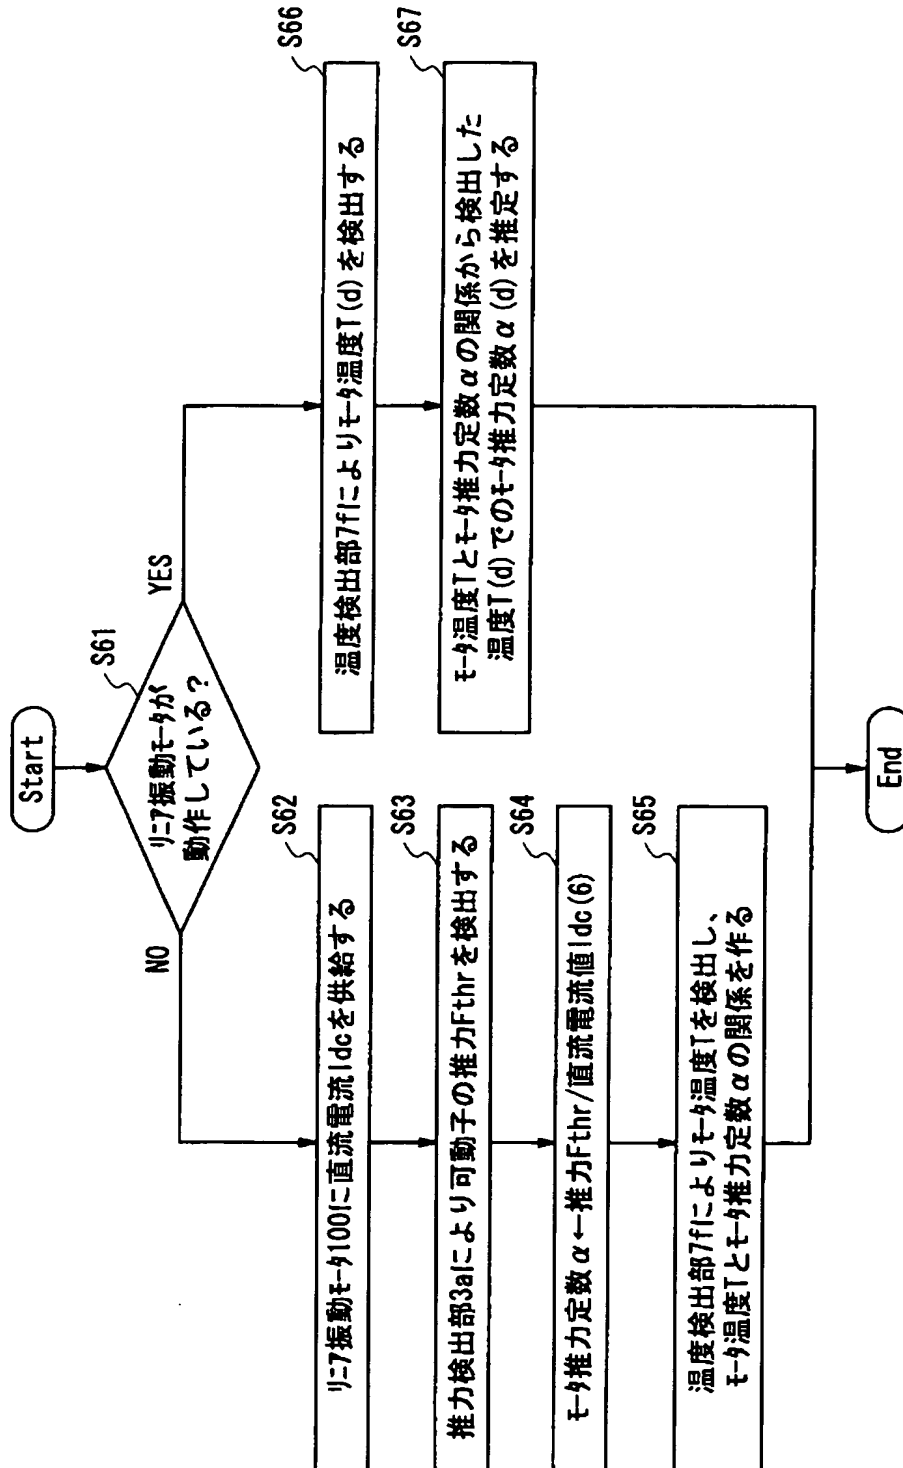 Start
S61
リニア振動モータが
動作している?
NO
YES
S62
リニア振動モータ100に直流電流Idcを供給する
S63
推力検出部3a1により可動子の推力Fthrを検出する
S64
モータ推力定数α←推力Fthr/直流電流値Idc(6)
S65
温度検出部7f1によりモータ温度Tを検出し、
モータ温度Tとモータ推力定数αの関係を作る
S66
温度検出部7f1によりモータ温度T(d)を検出する
S67
モータ温度Tとモータ推力定数αの関係から検出した
温度T(d)でのモータ推力定数α(d)を推定する
End